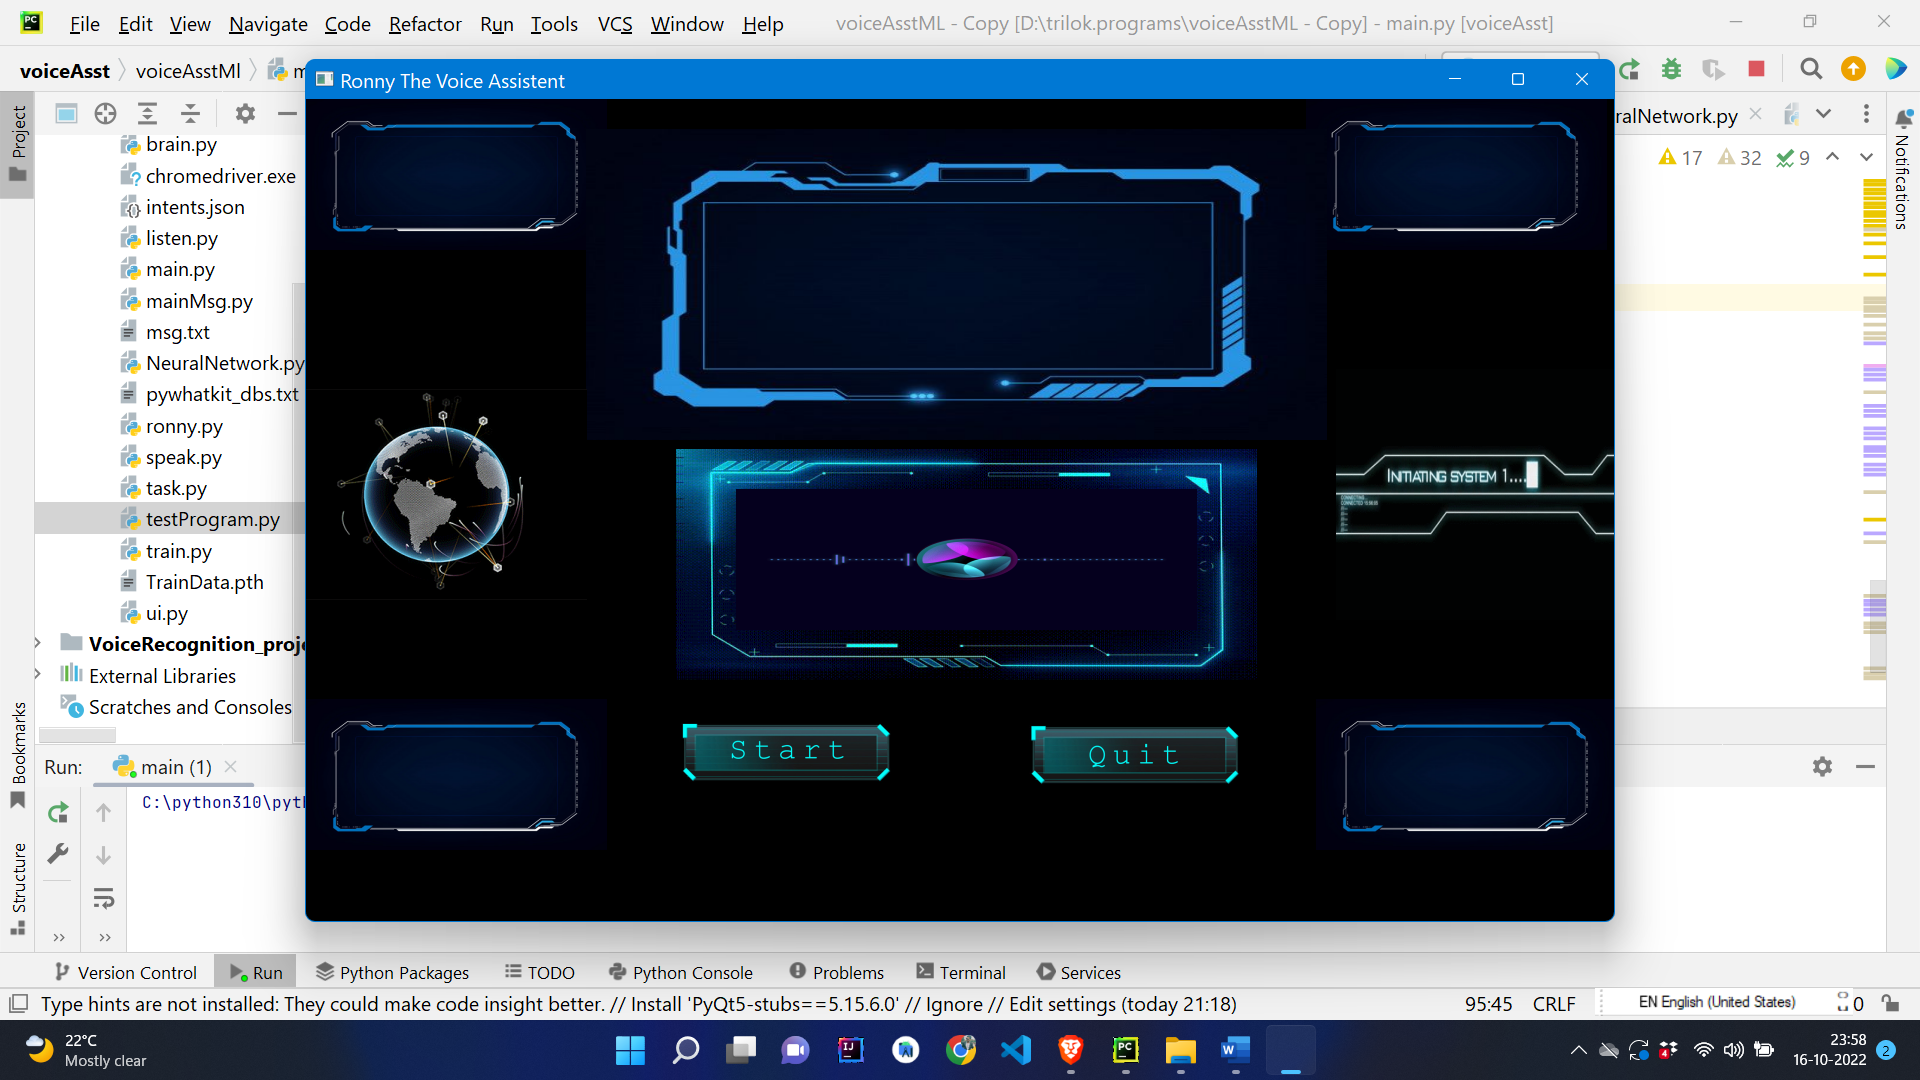 PC File Edit View Navigate Code Refactor Run Tools VCS Window Help voiceAsstML - Copy [D:\trilok.programs\voiceAsstML - Copy] - main.py [voiceAsst]
voiceAsst voiceAsstMl m
Ronny The Voice Assistent
Project
ralNetwork.py
Notifications
17 32 9
brain.py
chromedriver.exe
intents.json
listen.py
main.py
mainMsg.py
msg.txt
NeuralNetwork.py
pywhatkit_dbs.txt
ronny.py
speak.py
task.py
testProgram.py
train.py
TrainData.pth
ui.py
VoiceRecognition_proje
External Libraries
Scratches and Consoles
INITIATING SYSTEM 1....
Start
Quit
Bookmarks
Structure
Run: main (1)
C:\python310\pyth
Version Control Run Python Packages TODO Python Console Problems Terminal Services
Type hints are not installed: They could make code insight better. // Install 'PyQt5-stubs==5.15.6.0' // Ignore // Edit settings (today 21:18) 95:45 CRLF EN English (United States) 0
22°C
Mostly clear
23:58
16-10-2022
2